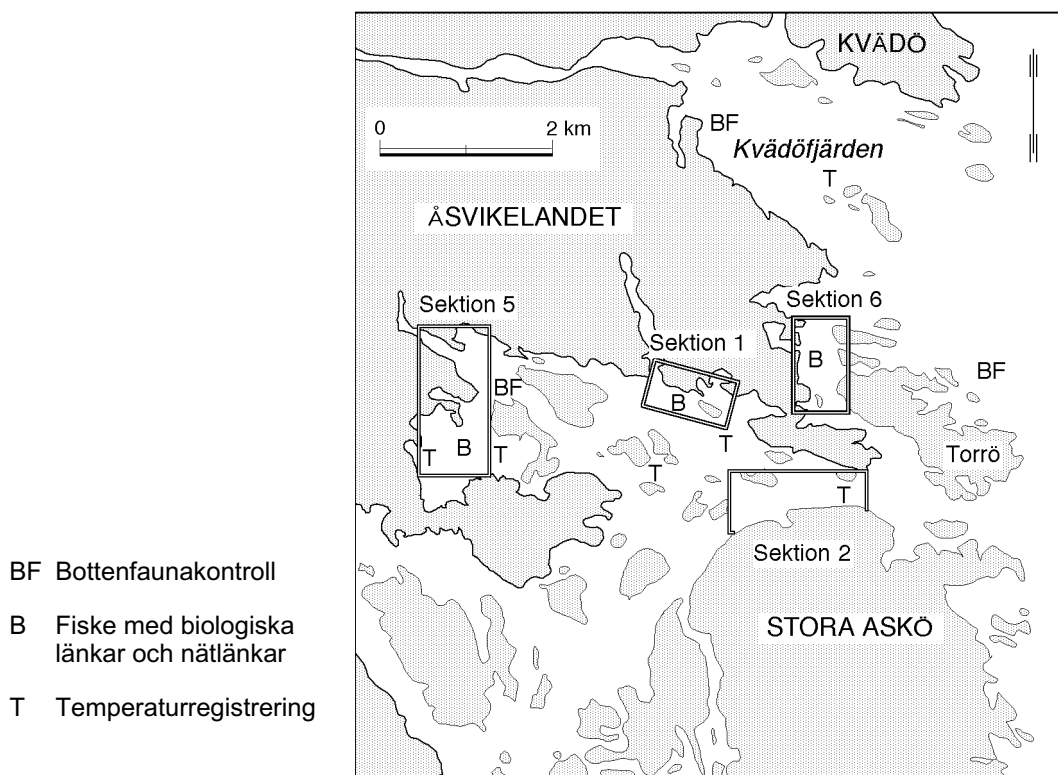 KVÄDÖ
0 2 km
BF
Kvädöfjärden
T
ÅSVIKELANDET
Sektion 5
Sektion 6
Sektion 1
B
BF
BF
B
T
B
T
T
T
Torrö
T
Sektion 2
STORA ASKÖ
BF Bottenfaunakontroll
B Fiske med biologiska
länkar och nätlänkar
T Temperaturregistrering